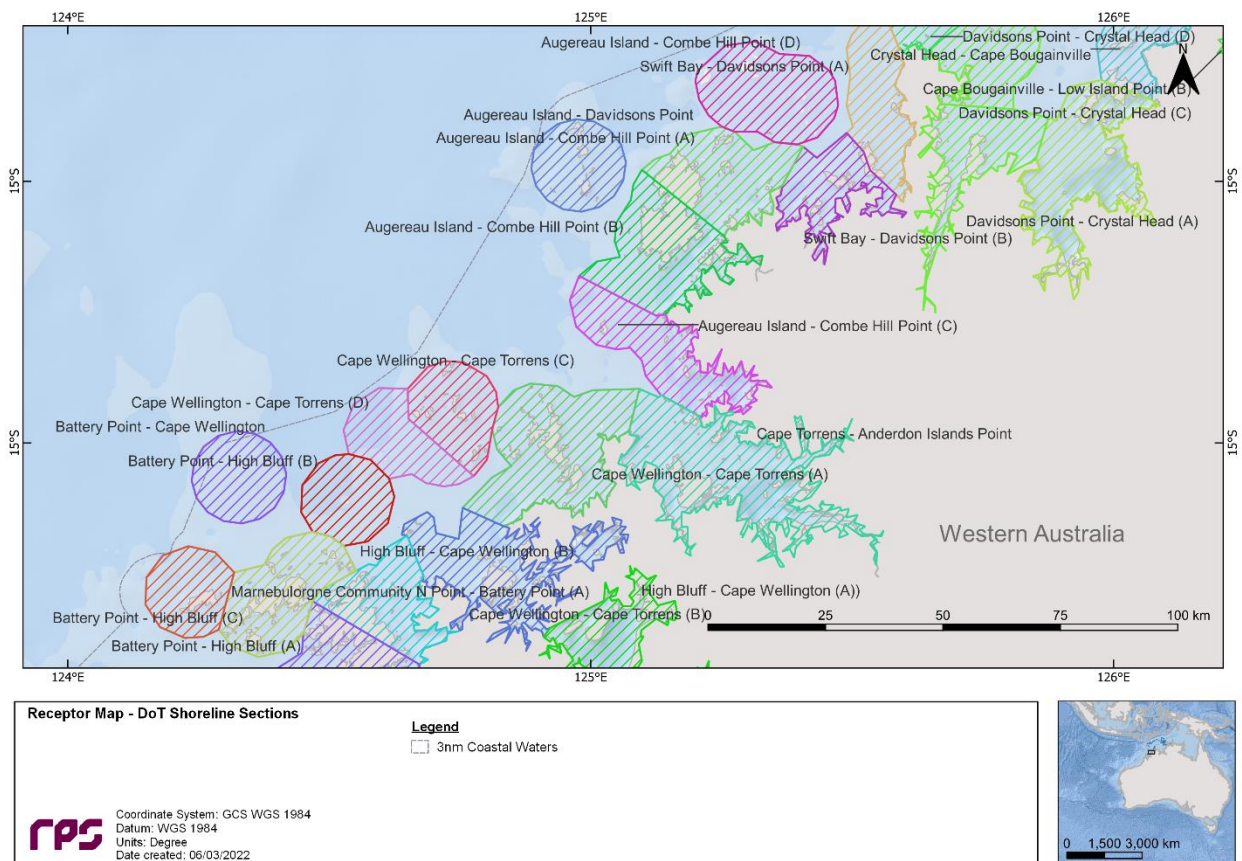 124°E 125°E 126°E
Augereau Island - Combe Hill Point (D)
Davidsons Point - Crystal Head (D)
Crystal Head - Cape Bougainville
N
Swift Bay - Davidsons Point (A)
Cape Bougainville - Low Island Point (B)
Augereau Island - Davidsons Point
Davidsons Point - Crystal Head (C)
Augereau Island - Combe Hill Point (A)
15°S 15°S
Augereau Island - Combe Hill Point (B)
Davidsons Point - Crystal Head (A)
Swift Bay - Davidsons Point (B)
Augereau Island - Combe Hill Point (C)
Cape Wellington - Cape Torrens (C)
Cape Wellington - Cape Torrens (D)
Battery Point - Cape Wellington
Cape Torrens - Anderdon Islands Point
15°S 15°S
Battery Point - High Bluff (B)
Cape Wellington - Cape Torrens (A)
Western Australia
High Bluff - Cape Wellington (B)
Marnebulorgne Community N Point - Battery Point (A)
High Bluff - Cape Wellington (A)
Battery Point - High Bluff (C)
Cape Wellington - Cape Torrens (B)
0 25 50 75 100 km
Battery Point - High Bluff (A)
124°E 125°E 126°E
Receptor Map - DoT Shoreline Sections
Legend
3nm Coastal Waters
rps
Coordinate System: GCS WGS 1984
Datum: WGS 1984
Units: Degree
Date created: 06/03/2022
0 1,500 3,000 km